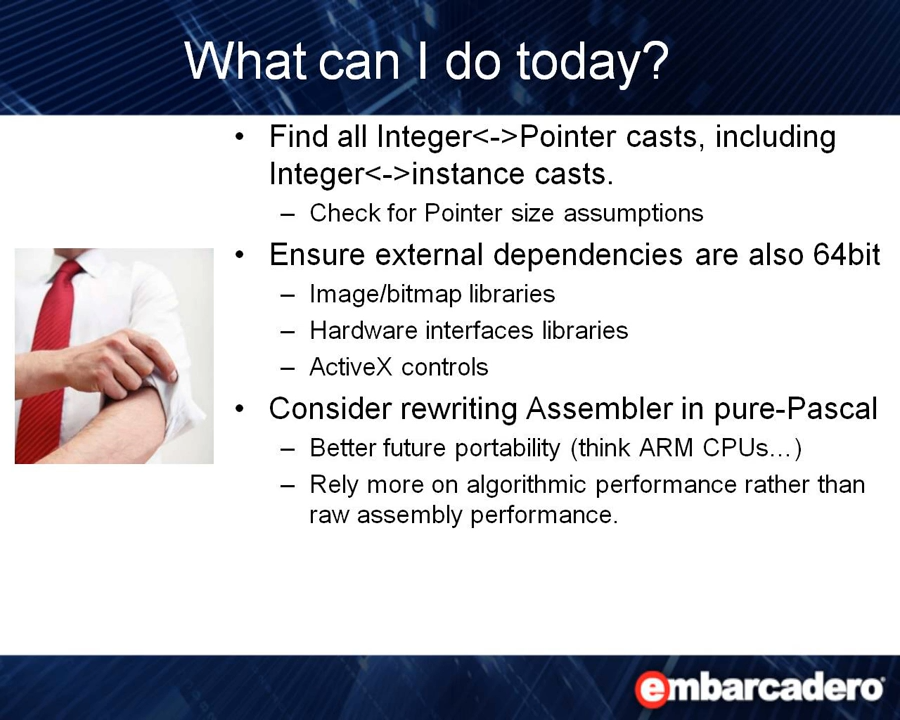 What can I do today?
• Find all Integer<->Pointer casts, including
Integer<->instance casts.
– Check for Pointer size assumptions
• Ensure external dependencies are also 64bit
– Image/bitmap libraries
– Hardware interfaces libraries
– ActiveX controls
• Consider rewriting Assembler in pure-Pascal
– Better future portability (think ARM CPUs…)
– Rely more on algorithmic performance rather than
raw assembly performance.
embarcadero®